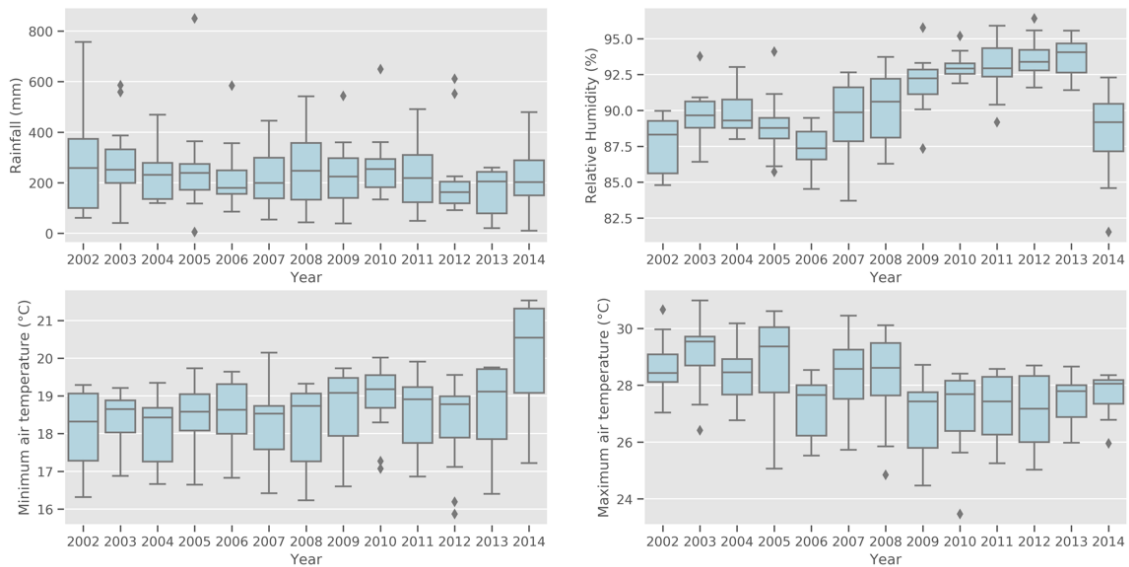 800
600
400
200
0
Rainfall (mm)
2002 2003 2004 2005 2006 2007 2008 2009 2010 2011 2012 2013 2014
Year
95.0
92.5
90.0
87.5
85.0
82.5
Relative Humidity (%)
2002 2003 2004 2005 2006 2007 2008 2009 2010 2011 2012 2013 2014
Year
21
20
19
18
17
16
Minimum air temperature (°C)
2002 2003 2004 2005 2006 2007 2008 2009 2010 2011 2012 2013 2014
Year
30
28
26
24
Maximum air temperature (°C)
2002 2003 2004 2005 2006 2007 2008 2009 2010 2011 2012 2013 2014
Year